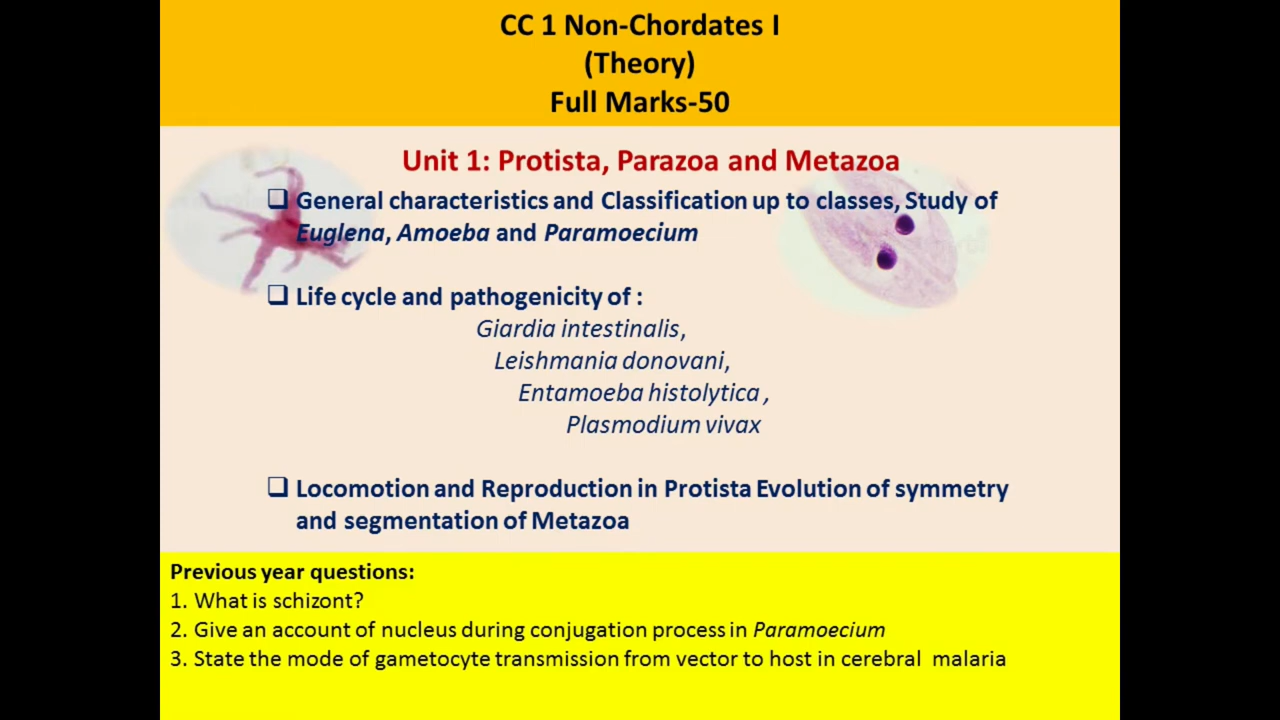 CC 1 Non-Chordates I
(Theory)
Full Marks-50
Unit 1: Protista, Parazoa and Metazoa
❑ General characteristics and Classification up to classes, Study of
Euglena, Amoeba and Paramoecium
❑ Life cycle and pathogenicity of :
Giardia intestinalis,
Leishmania donovani,
Entamoeba histolytica ,
Plasmodium vivax
❑ Locomotion and Reproduction in Protista Evolution of symmetry
and segmentation of Metazoa
Previous year questions:
1. What is schizont?
2. Give an account of nucleus during conjugation process in Paramoecium
3. State the mode of gametocyte transmission from vector to host in cerebral malaria